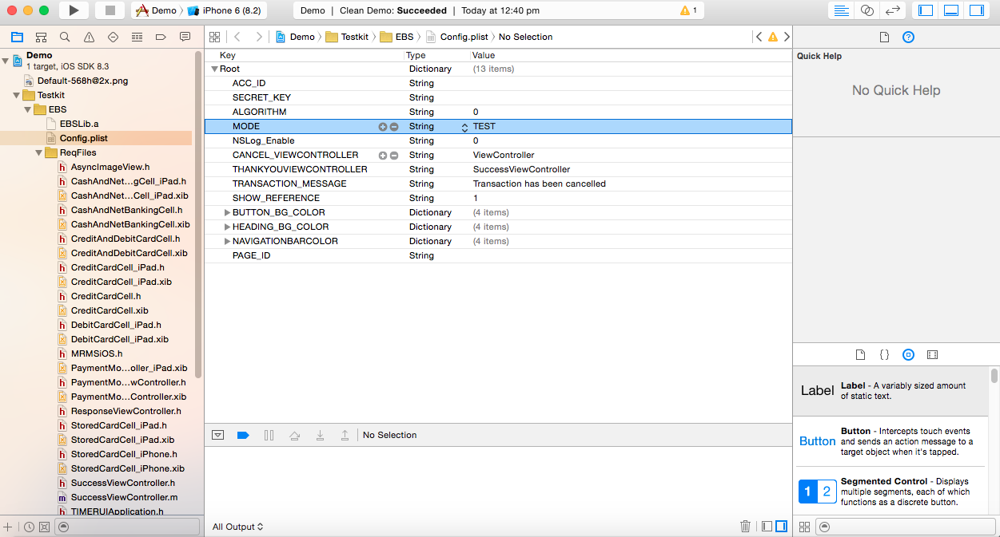 Demo iPhone 6 (8.2)
Demo | Clean Demo: Succeeded | Today at 12:40 pm
1
Demo Testkit EBS Config.plist No Selection
Demo
1 target, iOS SDK 8.3
Default-568h@2x.png
Testkit
EBS
EBSLib.a
Config.plist
ReqFiles
AsyncImageView.h
CashAndNet...gCell_iPad.h
CashAndNet...Cell_iPad.xib
CashAndNetBankingCell.h
CashAndNetBankingCell.xib
CreditAndDebitCardCell.h
CreditAndDebitCardCell.xib
CreditCardCell_iPad.h
CreditCardCell_iPad.xib
CreditCardCell.h
CreditCardCell.xib
DebitCardCell_iPad.h
DebitCardCell_iPad.xib
MRMSiOS.h
PaymentMo...oller_iPad.xib
PaymentMo...wController.h
PaymentMo...Controller.xib
ResponseViewController.h
StoredCardCell_iPad.h
StoredCardCell_iPad.xib
StoredCardCell_iPhone.h
StoredCardCell_iPhone.xib
SuccessViewController.h
SuccessViewController.m
TIMERUIApplication.h
Key Type Value
Root Dictionary (13 items)
ACC_ID String
SECRET_KEY String
ALGORITHM String 0
MODE String TEST
NSLog_Enable String 0
CANCEL_VIEWCONTROLLER String ViewController
THANKYOUVIEWCONTROLLER String SuccessViewController
TRANSACTION_MESSAGE String Transaction has been cancelled
SHOW_REFERENCE String 1
BUTTON_BG_COLOR Dictionary (4 items)
HEADING_BG_COLOR Dictionary (4 items)
NAVIGATIONBARCOLOR Dictionary (4 items)
PAGE_ID String
No Selection
All Output
Quick Help
No Quick Help
{}
Label Label - A variably sized amount
of static text.
Button - Intercepts touch events
Button and sends an action message to a
target object when it's tapped.
Segmented Control - Displays
1 2 multiple segments, each of which
functions as a discrete button.